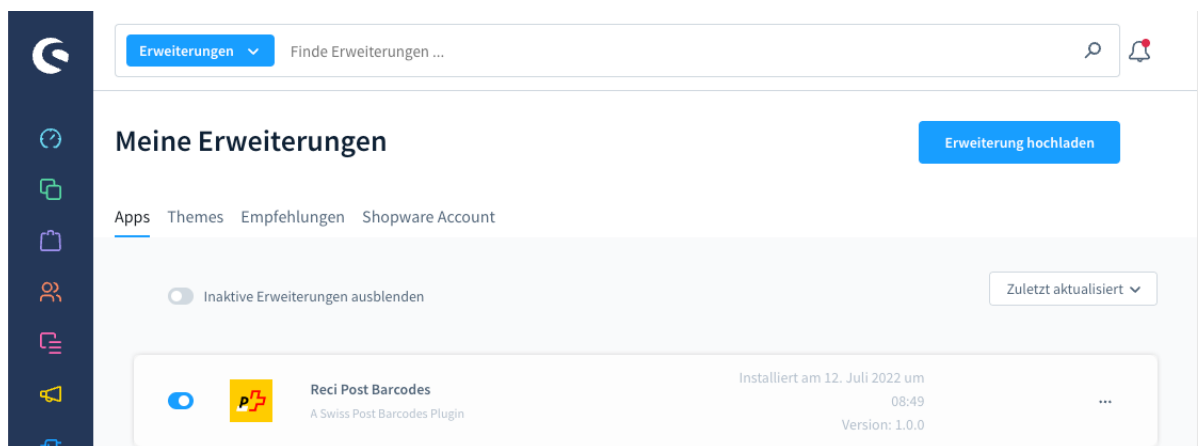 Erweiterungen
Finde Erweiterungen ...
Meine Erweiterungen
Erweiterung hochladen
Apps Themes Empfehlungen Shopware Account
Inaktive Erweiterungen ausblenden
Zuletzt aktualisiert
P
Reci Post Barcodes
A Swiss Post Barcodes Plugin
Installiert am 12. Juli 2022 um
08:49
Version: 1.0.0
...